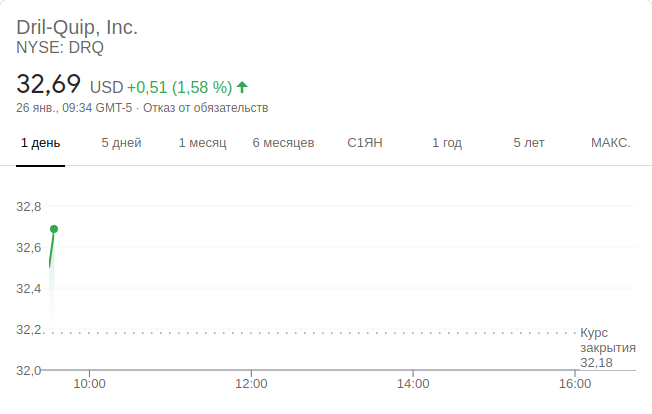 Dril-Quip, Inc.
NYSE: DRQ
32,69 USD +0,51 (1,58 %)
26 янв., 09:34 GMT-5 · Отказ от обязательств
1 день 5 дней 1 месяц 6 месяцев С1ЯН 1 год 5 лет МАКС.
32,8
32,6
32,4
32,2
Курс
закрытия
32,18
32,0
10:00 12:00 14:00 16:00